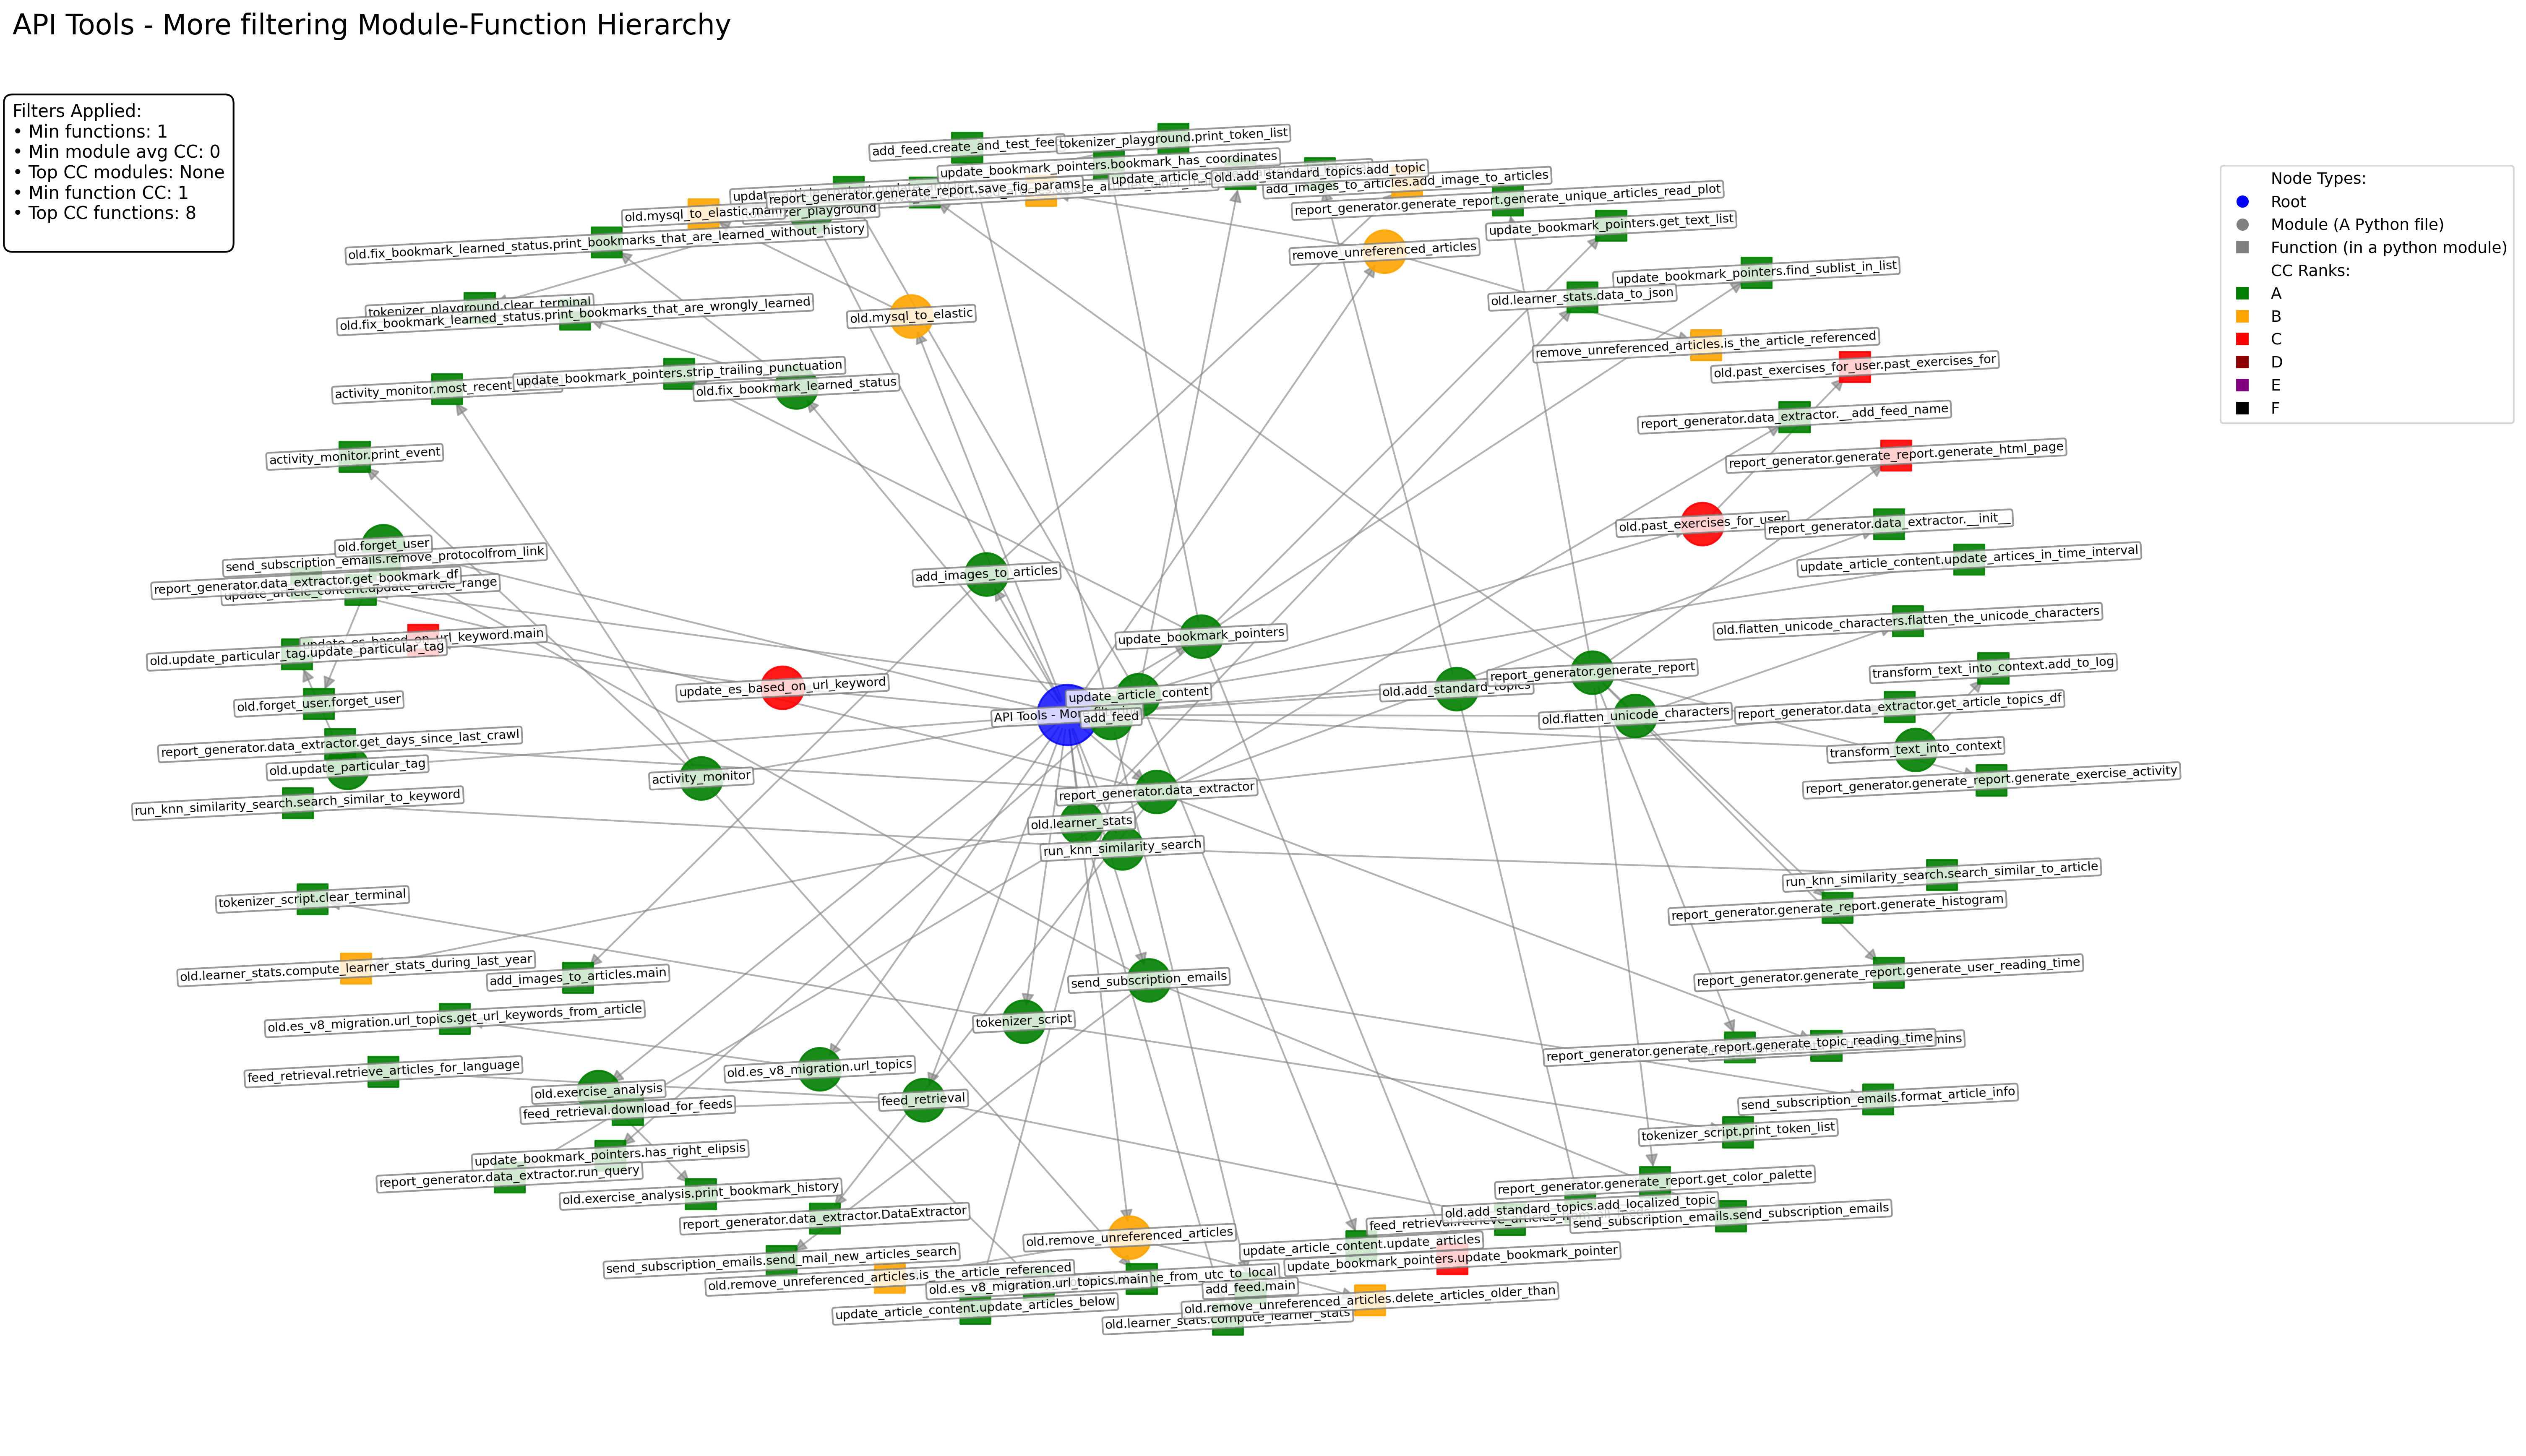 API Tools - More filtering Module-Function Hierarchy
Filters Applied:
• Min functions: 1
• Min module avg CC: 0
• Top CC modules: None
• Min function CC: 1
• Top CC functions: 8
Node Types:
Root
Module (A Python file)
Function (in a python module)
CC Ranks:
A
B
C
D
E
F
add_feed.create_and_test_fee
tokenizer_playground.print_token_list
update_bookmark_pointers.bookmark_has_coordinates
old.add_standard_topics.add_topic
add_images_to_articles.add_image_to_articles
report_generator.generate_report.save_fig_params
report_generator.generate_report.generate_unique_articles_read_plot
old.mysql_to_elastic.main
update_bookmark_pointers.get_text_list
old.fix_bookmark_learned_status.print_bookmarks_that_are_learned_without_history
remove_unreferenced_articles
update_bookmark_pointers.find_sublist_in_list
old.learner_stats.data_to_json
tokenizer_playground.clear_terminal
old.fix_bookmark_learned_status.print_bookmarks_that_are_wrongly_learned
old.mysql_to_elastic
remove_unreferenced_articles.is_the_article_referenced
old.past_exercises_for_user.past_exercises_for
update_bookmark_pointers.strip_trailing_punctuation
activity_monitor.most_recent
old.fix_bookmark_learned_status
report_generator.data_extractor.__add_feed_name
activity_monitor.print_event
report_generator.generate_report.generate_html_page
old.past_exercises_for_user
report_generator.data_extractor.__init__
old.forget_user
send_subscription_emails.remove_protocolfrom_link
update_article_content.update_artices_in_time_interval
add_images_to_articles
report_generator.data_extractor.get_bookmark_df
update_article_content.update_article_range
old.flatten_unicode_characters.flatten_the_unicode_characters
update_es_based_on_url_keyword.main
update_bookmark_pointers
old.update_particular_tag.update_particular_tag
transform_text_into_context.add_to_log
report_generator.generate_report
update_es_based_on_url_keyword
update_article_content
old.add_standard_topics
old.forget_user.forget_user
report_generator.data_extractor.get_article_topics_df
API Tools - Mor
add_feed
old.flatten_unicode_characters
report_generator.data_extractor.get_days_since_last_crawl
transform_text_into_context
old.update_particular_tag
activity_monitor
report_generator.generate_report.generate_exercise_activity
report_generator.data_extractor
run_knn_similarity_search.search_similar_to_keyword
old.learner_stats
run_knn_similarity_search
run_knn_similarity_search.search_similar_to_article
tokenizer_script.clear_terminal
report_generator.generate_report.generate_histogram
old.learner_stats.compute_learner_stats_during_last_year
add_images_to_articles.main
send_subscription_emails
report_generator.generate_report.generate_user_reading_time
old.es_v8_migration.url_topics.get_url_keywords_from_article
tokenizer_script
report_generator.generate_report.generate_topic_reading_time
mins
feed_retrieval.retrieve_articles_for_language
old.es_v8_migration.url_topics
old.exercise_analysis
feed_retrieval
send_subscription_emails.format_article_info
feed_retrieval.download_for_feeds
tokenizer_script.print_token_list
update_bookmark_pointers.has_right_elipsis
report_generator.data_extractor.run_query
report_generator.generate_report.get_color_palette
old.exercise_analysis.print_bookmark_history
old.add_standard_topics.add_localized_topic
report_generator.data_extractor.DataExtractor
send_subscription_emails.send_subscription_emails
old.remove_unreferenced_articles
update_article_content.update_articles
send_subscription_emails.send_mail_new_articles_search
update_bookmark_pointers.update_bookmark_pointer
old.remove_unreferenced_articles.is_the_article_referenced
old.es_v8_migration.url_topics.main
e_from_utc_to_local
add_feed.main
old.remove_unreferenced_articles.delete_articles_older_than
update_article_content.update_articles_below
old.learner_stats.compute_learner_stats